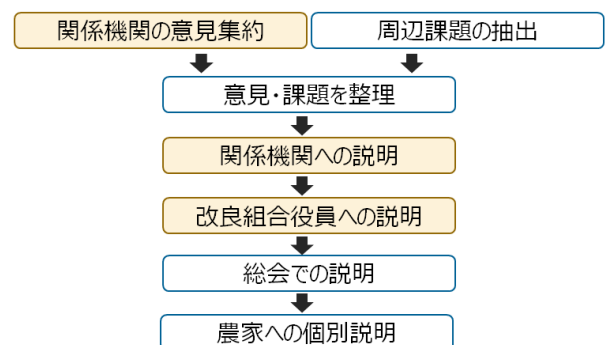 関係機関の意見集約
周辺課題の抽出
意見・課題を整理
関係機関への説明
改良組合役員への説明
総会での説明
農家への個別説明